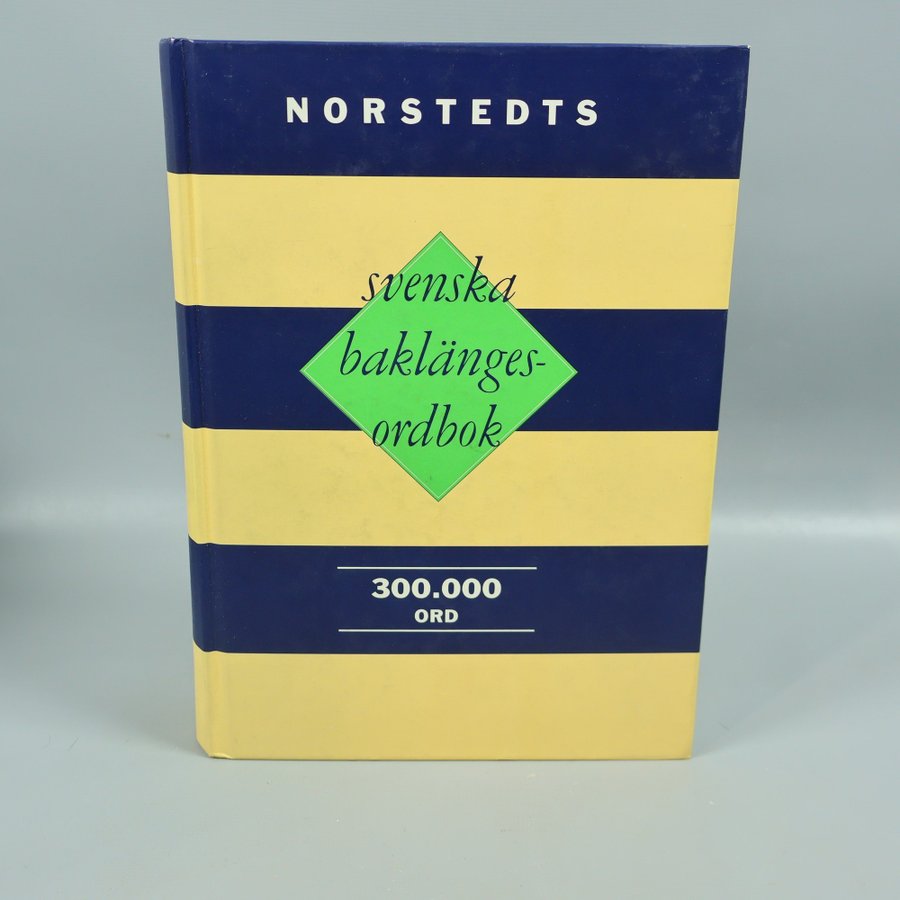 NORSTEDTS
svenska
baklänges-
ordbok
300.000
ORD